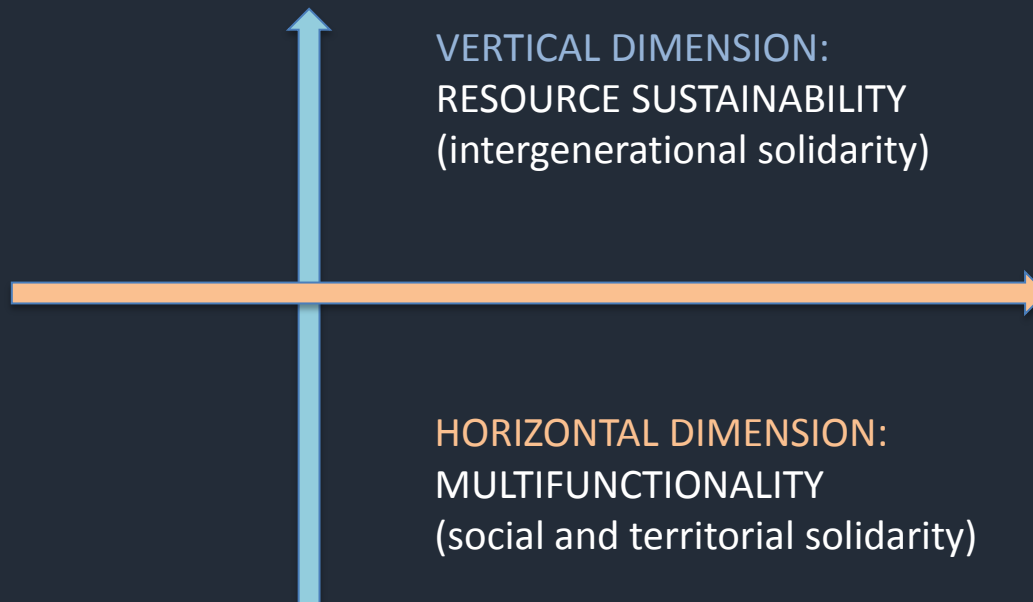 VERTICAL DIMENSION:
RESOURCE SUSTAINABILITY
(intergenerational solidarity)
HORIZONTAL DIMENSION:
MULTIFUNCTIONALITY
(social and territorial solidarity)